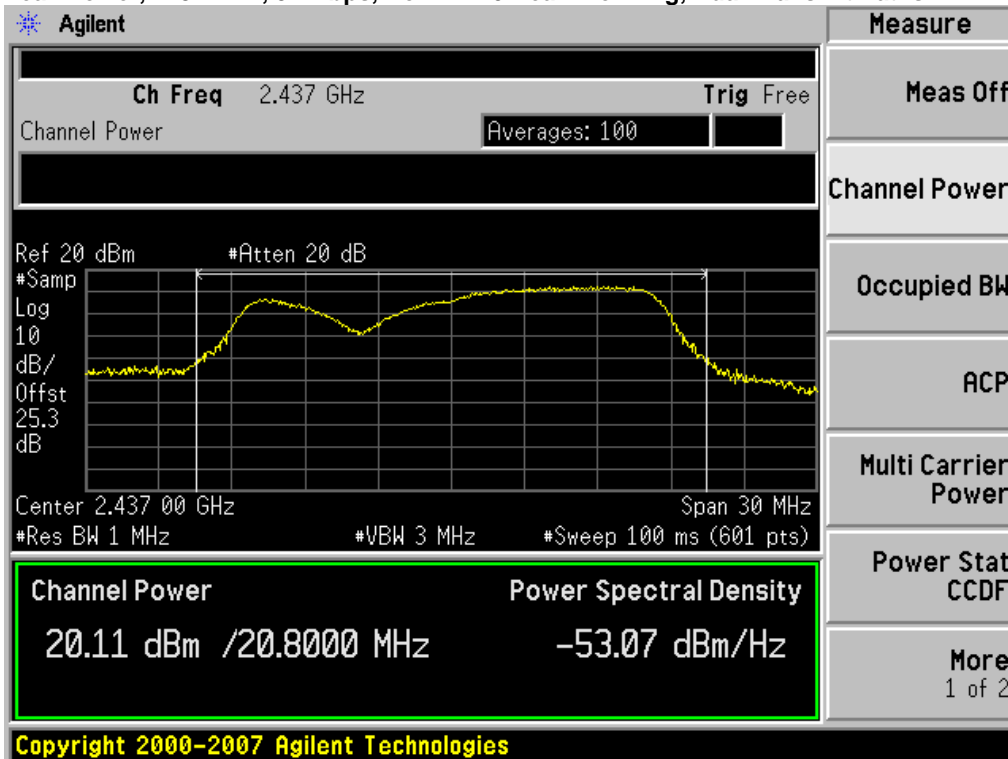 Agilent
Measure
Ch Freq 2.437 GHz Trig Free
Channel Power Averages: 100
Ref 20 dBm #Atten 20 dB
#Samp
Log
10
dB/
Offst
25.3
dB
Center 2.437 00 GHz Span 30 MHz
#Res BW 1 MHz #VBW 3 MHz #Sweep 100 ms (601 pts)
Channel Power Power Spectral Density
20.11 dBm /20.8000 MHz -53.07 dBm/Hz
Meas Off
Channel Power
Occupied BW
ACP
Multi Carrier
Power
Power Stat
CCDF
More
1 of 2
Copyright 2000-2007 Agilent Technologies